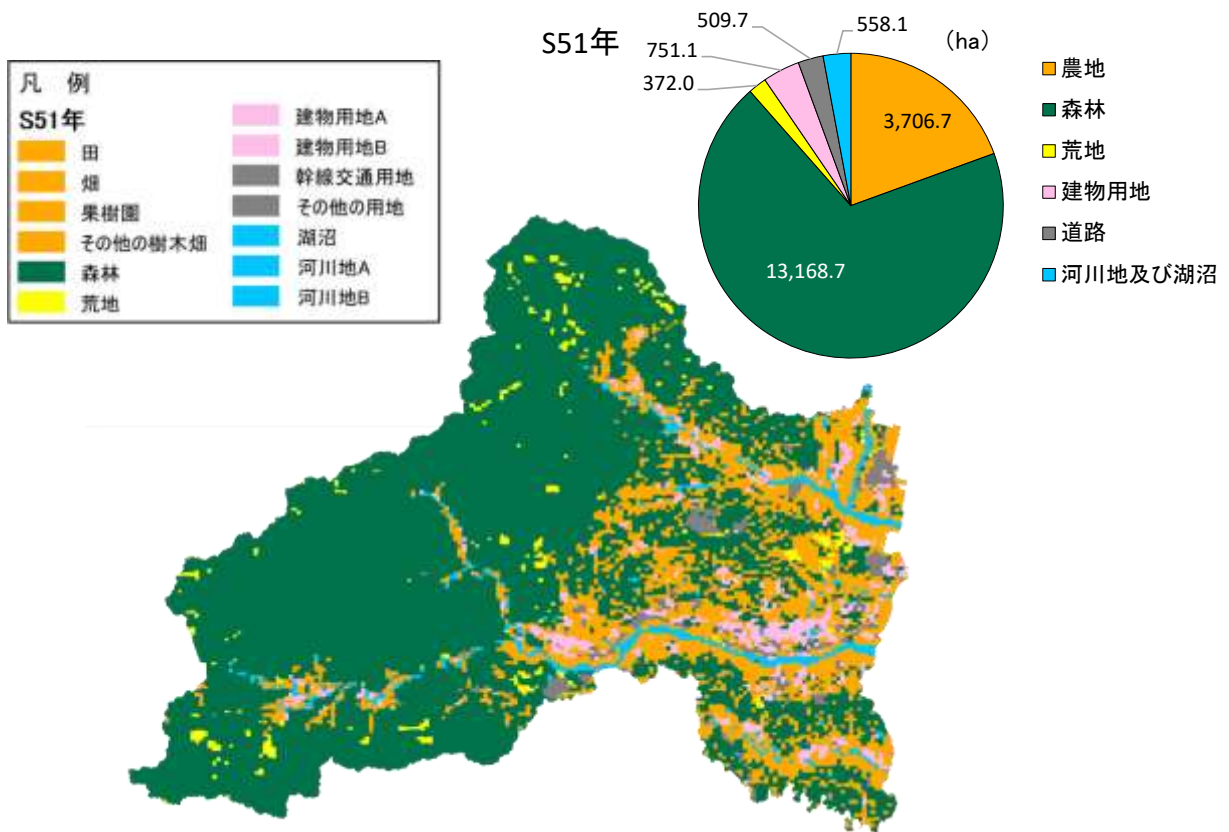 S51年
(ha)
509.7
558.1
751.1
372.0
3,706.7
13,168.7
農地
森林
荒地
建物用地
道路
河川地及び湖沼
凡 例
S51年
田
畑
果樹園
その他の樹木畑
森林
荒地
建物用地A
建物用地B
幹線交通用地
その他の用地
湖沼
河川地A
河川地B